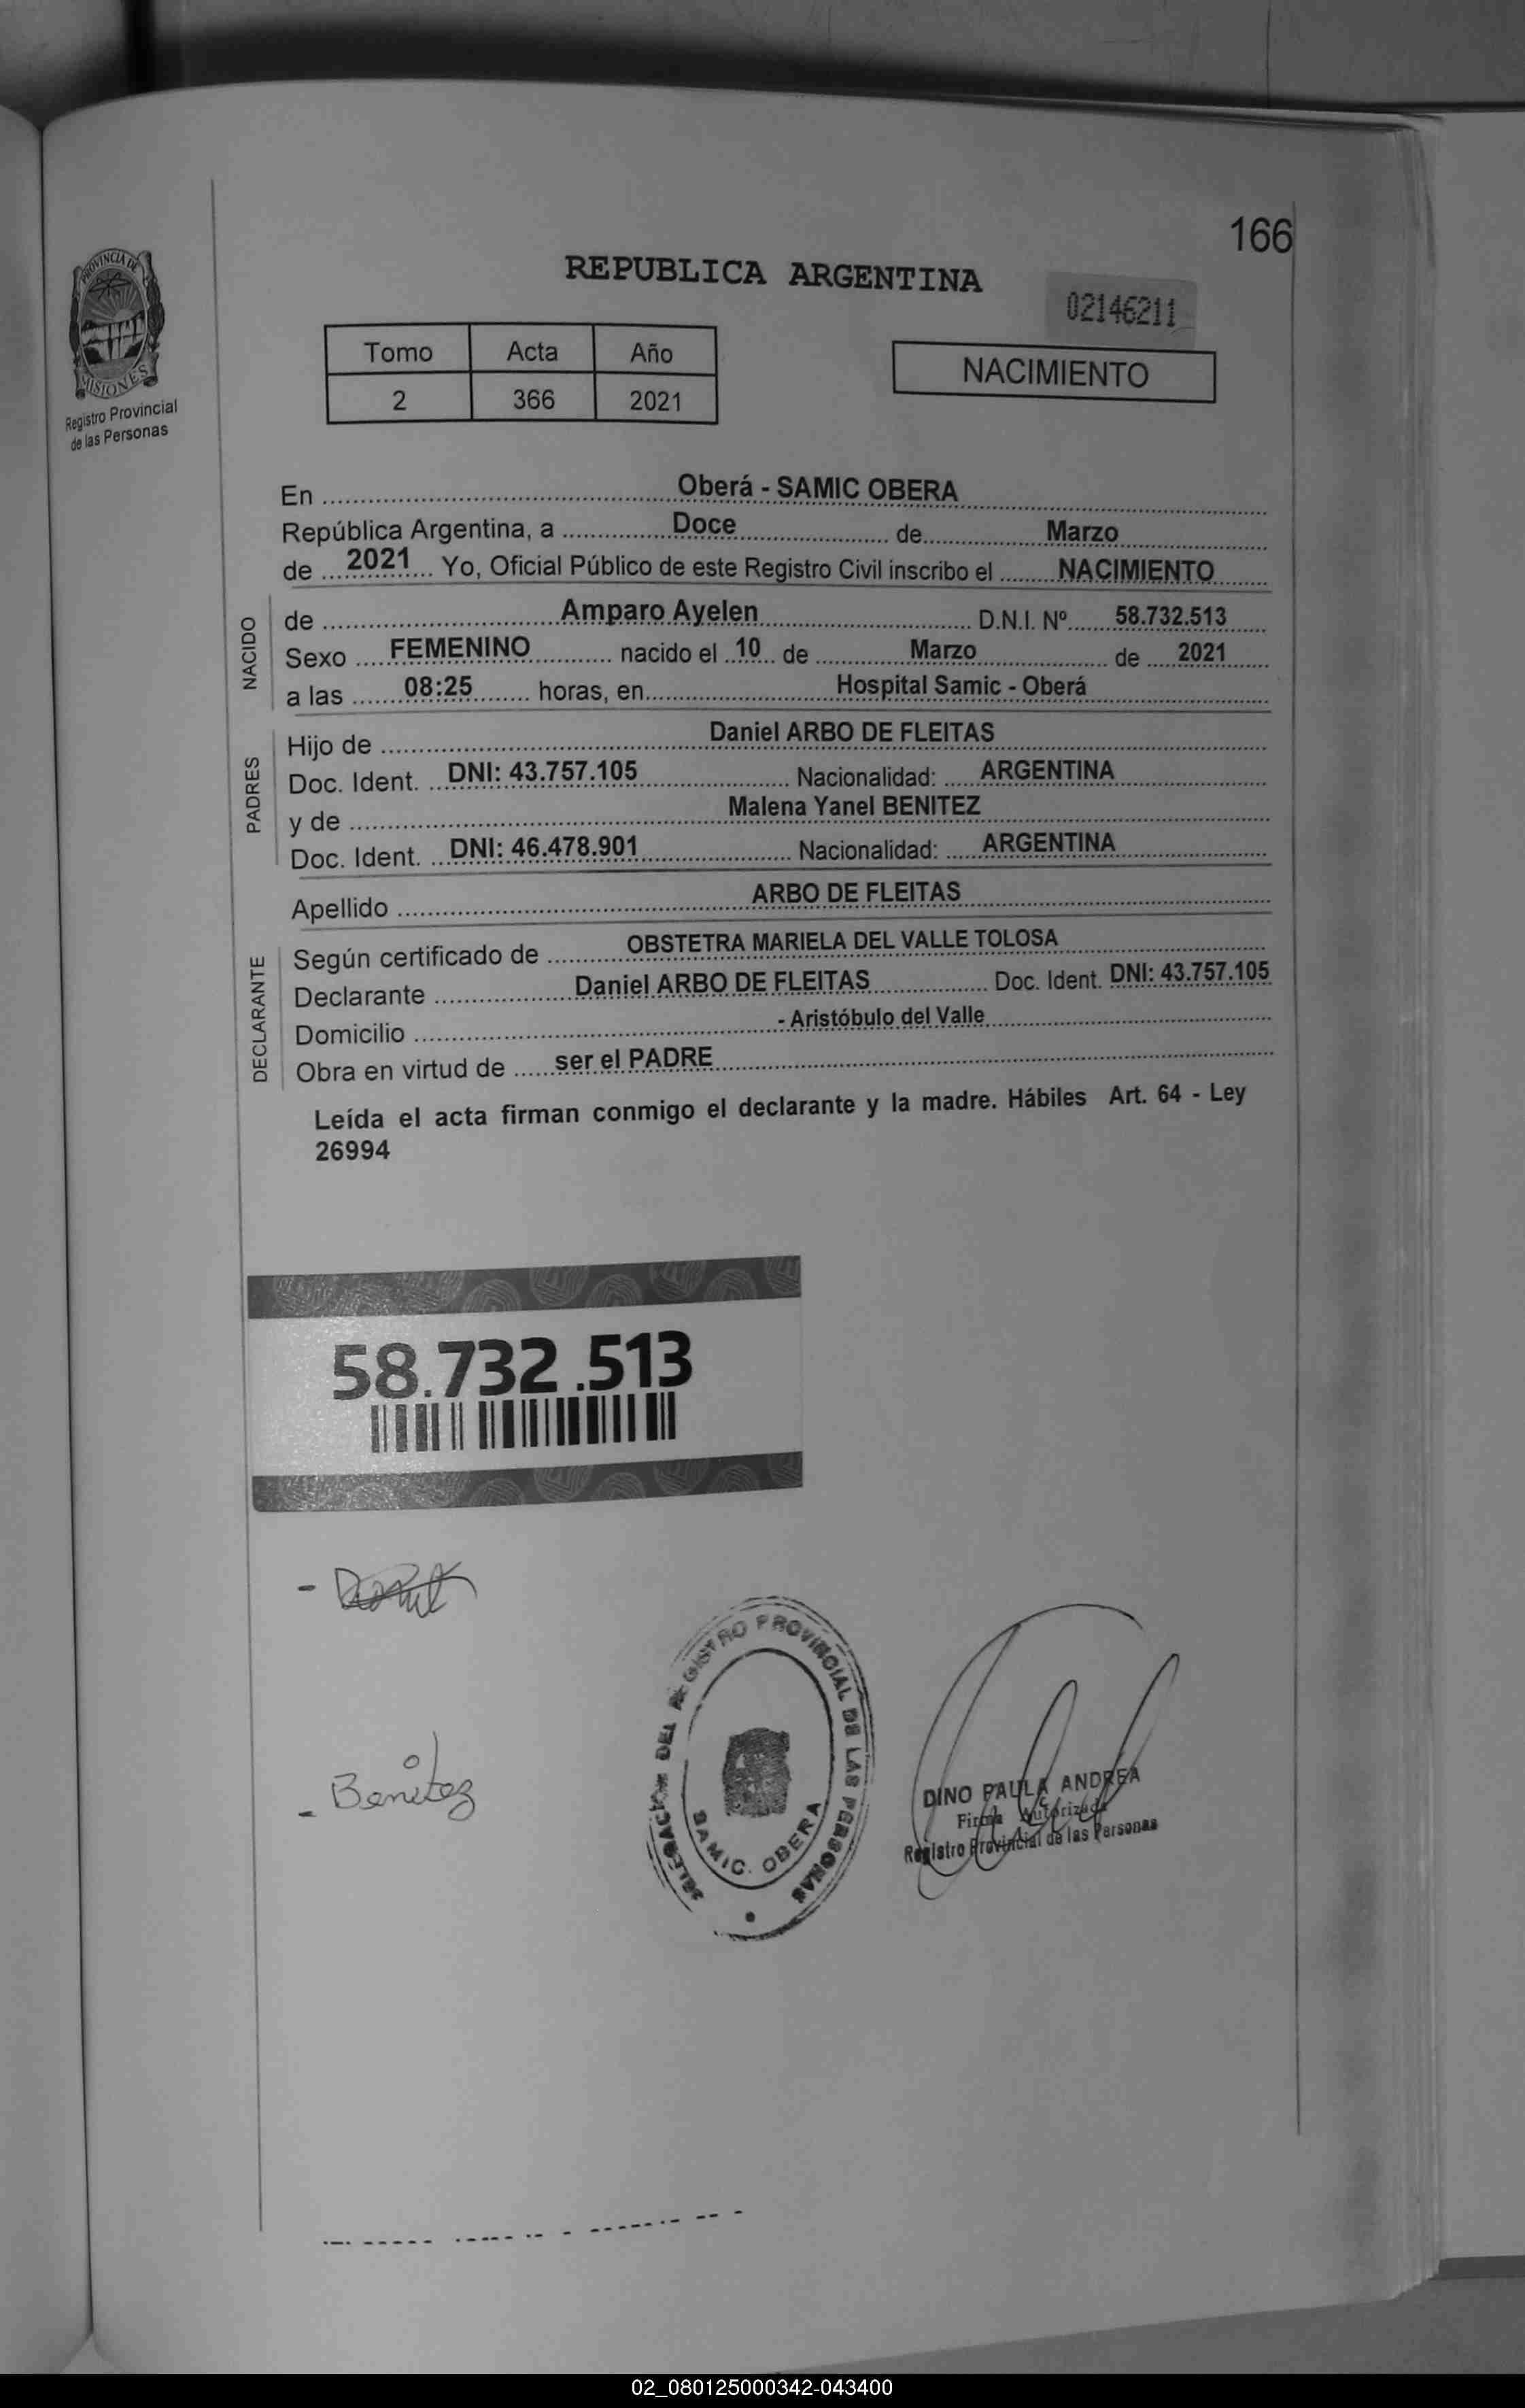 166
REPUBLICA ARGENTINA
02146211
PROVINCIA DE
MISIONES
Registro Provincial
de las Personas
Tomo Acta Año
2 366 2021
NACIMIENTO
En Oberá - SAMIC OBERA
República Argentina, a Doce de Marzo
de 2021 Yo, Oficial Público de este Registro Civil inscribo el NACIMIENTO
NACIDO
de Amparo Ayelen D.N.I. Nº 58.732.513
Sexo FEMENINO nacido el 10 de Marzo de 2021
a las 08:25 horas, en Hospital Samic - Oberá
PADRES
Hijo de Daniel ARBO DE FLEITAS
Doc. Ident. DNI: 43.757.105 Nacionalidad: ARGENTINA
y de Malena Yanel BENITEZ
Doc. Ident. DNI: 46.478.901 Nacionalidad: ARGENTINA
Apellido ARBO DE FLEITAS
DECLARANTE
Según certificado de OBSTETRA MARIELA DEL VALLE TOLOSA
Declarante Daniel ARBO DE FLEITAS Doc. Ident. DNI: 43.757.105
Domicilio - Aristóbulo del Valle
Obra en virtud de ser el PADRE
Leída el acta firman conmigo el declarante y la madre. Hábiles Art. 64 - Ley
26994
58.732.513
- Benitez
DELEGACION DEL REGISTRO PROVINCIAL DE LAS PERSONAS
SAMIC. OBERA
DINO PAULA ANDREA
Firma Autorizada
Registro Provincial de las Personas
02_080125000342-043400